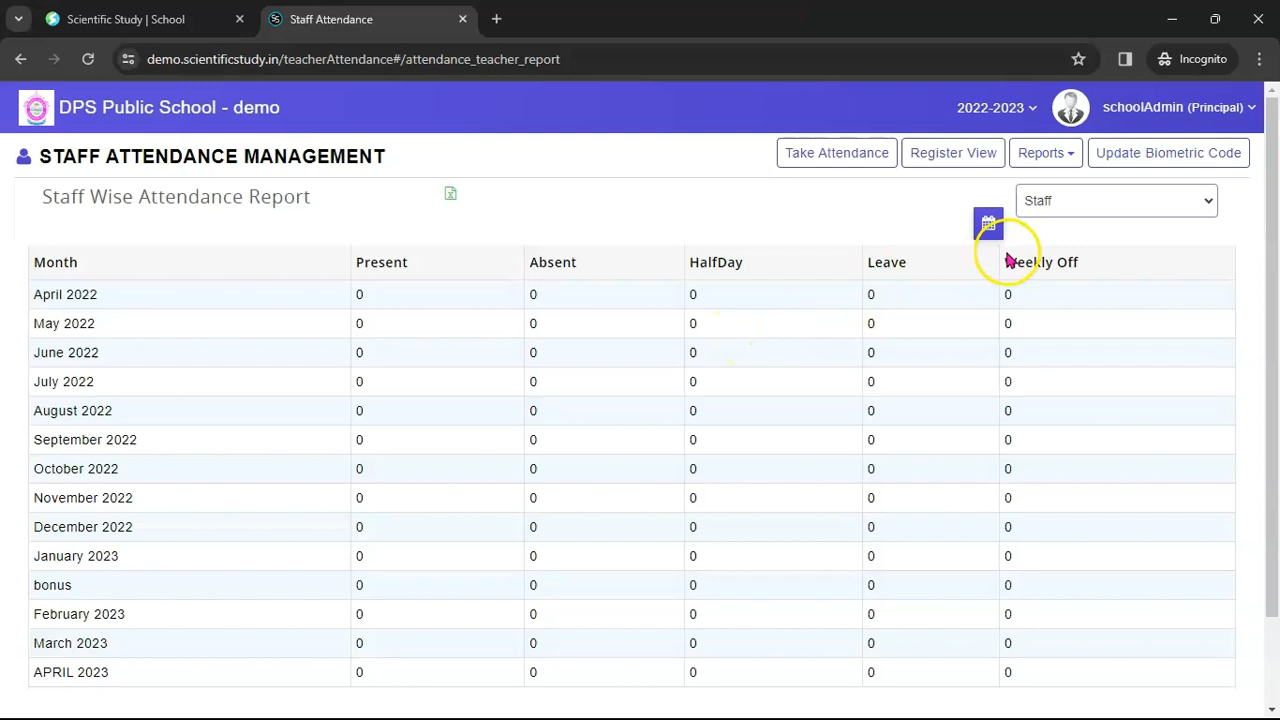 Scientific Study | School
Staff Attendance
demo.scientificstudy.in/teacherAttendance#/attendance_teacher_report
Incognito
DPS Public School - demo
2022-2023
schoolAdmin (Principal)
STAFF ATTENDANCE MANAGEMENT
Take Attendance
Register View
Reports
Update Biometric Code
Staff Wise Attendance Report
Staff
Month Present Absent HalfDay Leave Weekly Off
April 2022 0 0 0 0 0
May 2022 0 0 0 0 0
June 2022 0 0 0 0 0
July 2022 0 0 0 0 0
August 2022 0 0 0 0 0
September 2022 0 0 0 0 0
October 2022 0 0 0 0 0
November 2022 0 0 0 0 0
December 2022 0 0 0 0 0
January 2023 0 0 0 0 0
bonus 0 0 0 0 0
February 2023 0 0 0 0 0
March 2023 0 0 0 0 0
APRIL 2023 0 0 0 0 0